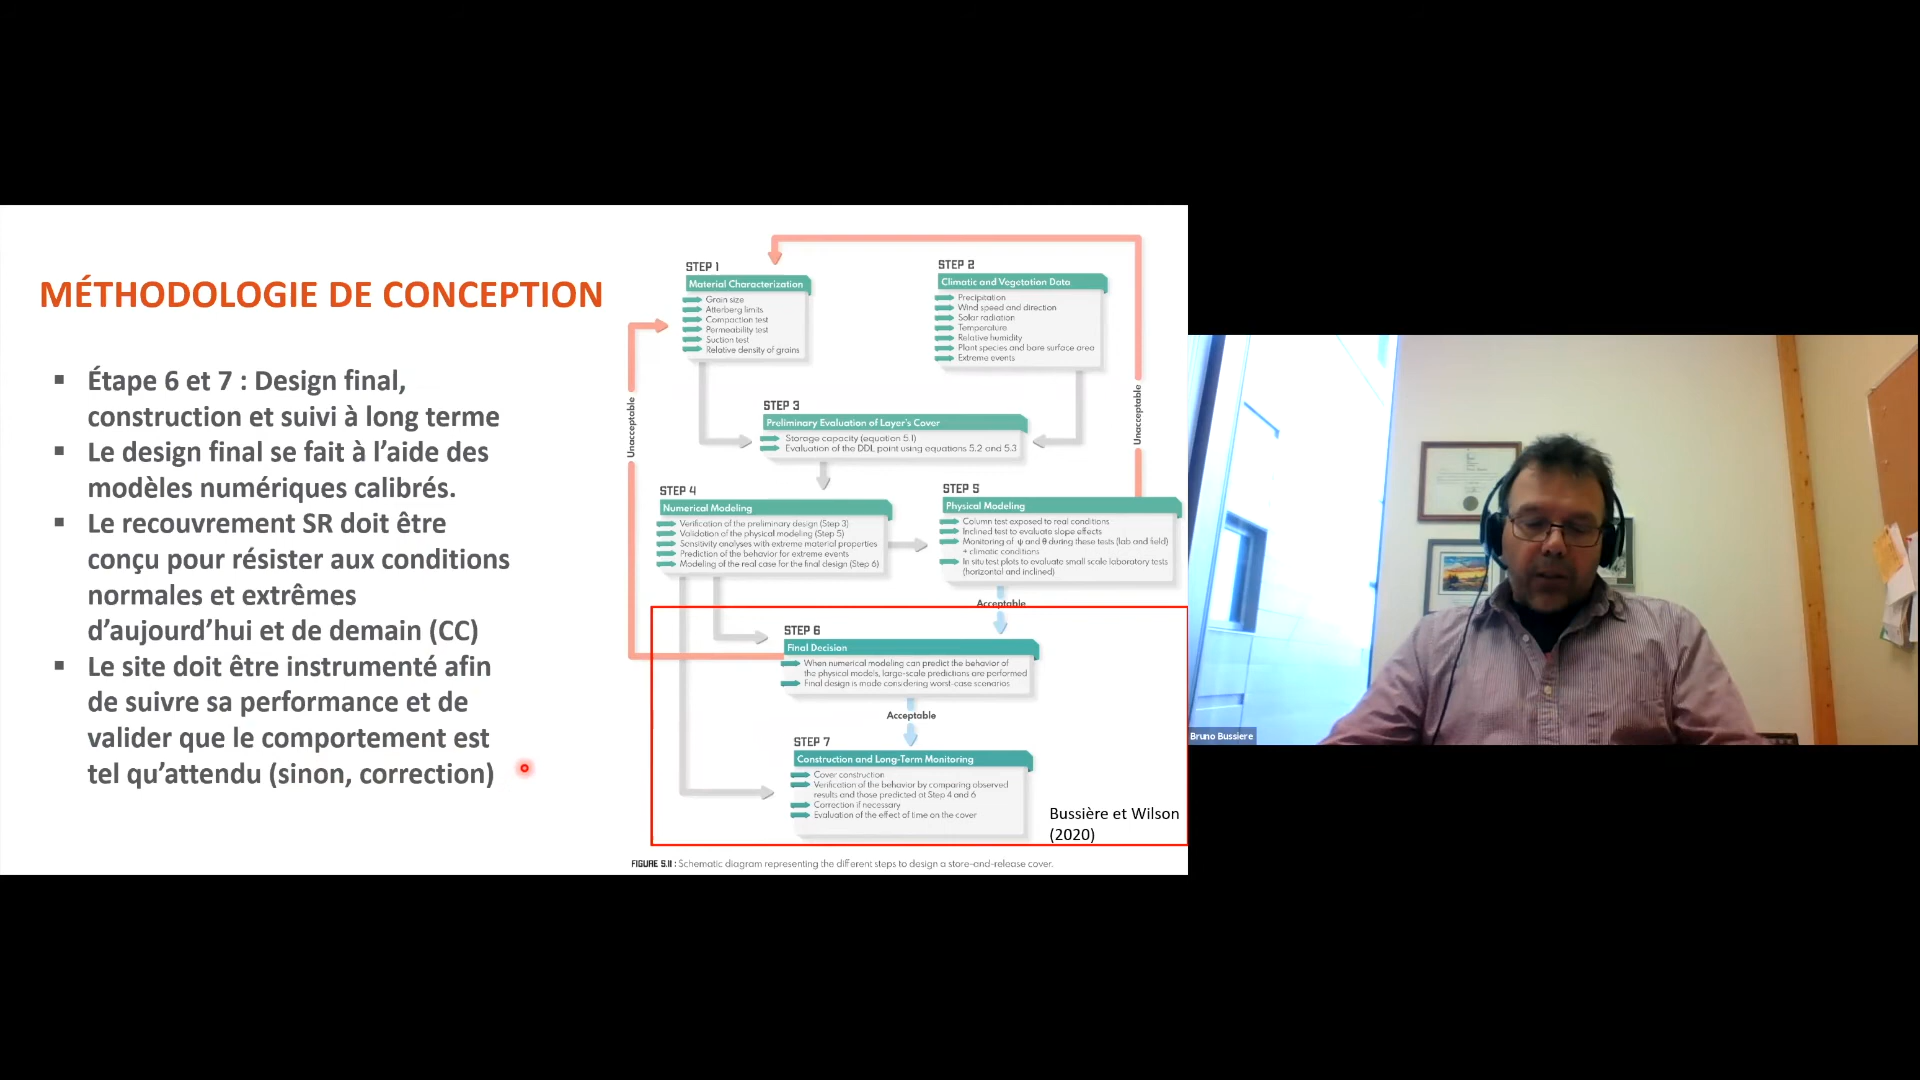 MÉTHODOLOGIE DE CONCEPTION
▪ Étape 6 et 7 : Design final,
construction et suivi à long terme
▪ Le design final se fait à l'aide des
modèles numériques calibrés.
▪ Le recouvrement SR doit être
conçu pour résister aux conditions
normales et extrêmes
d'aujourd'hui et de demain (CC)
▪ Le site doit être instrumenté afin
de suivre sa performance et de
valider que le comportement est
tel qu'attendu (sinon, correction)
STEP 1
Material Characterization
Grain size
Atterberg limits
Compaction test
Permeability test
Suction test
Relative density of grains
STEP 2
Climatic and Vegetation Data
Precipitation
Wind speed and direction
Solar radiation
Temperature
Relative humidity
Plant species and bare surface area
Extreme events
Unacceptable
Unacceptable
STEP 3
Preliminary Evaluation of Layer's Cover
Storage capacity (equation 5.1)
Evaluation of the DDL point using equations 5.2 and 5.3
STEP 4
Numerical Modeling
Verification of the preliminary design (Step 3)
Validation of the physical modeling (Step 5)
Sensitivity analyses with extreme material properties
Prediction of the behavior for extreme events
Modeling of the real case for the final design (Step 6)
STEP 5
Physical Modeling
Column test exposed to real conditions
Inclined test to evaluate slope effects
Monitoring of ψ and θ during these tests (lab and field)
+ climatic conditions
In situ test plots to evaluate small scale laboratory tests
(horizontal and inclined)
Acceptable
STEP 6
Final Decision
When numerical modeling can predict the behavior of
the physical models, large-scale predictions are performed
Final design is made considering worst-case scenarios
Acceptable
STEP 7
Construction and Long-Term Monitoring
Cover construction
Verification of the behavior by comparing observed
results and those predicted at Step 4 and 6
Correction if necessary
Evaluation of the effect of time on the cover
Bussière et Wilson
(2020)
FIGURE 5.11 : Schematic diagram representing the different steps to design a store-and-release cover.
Bruno Bussiere